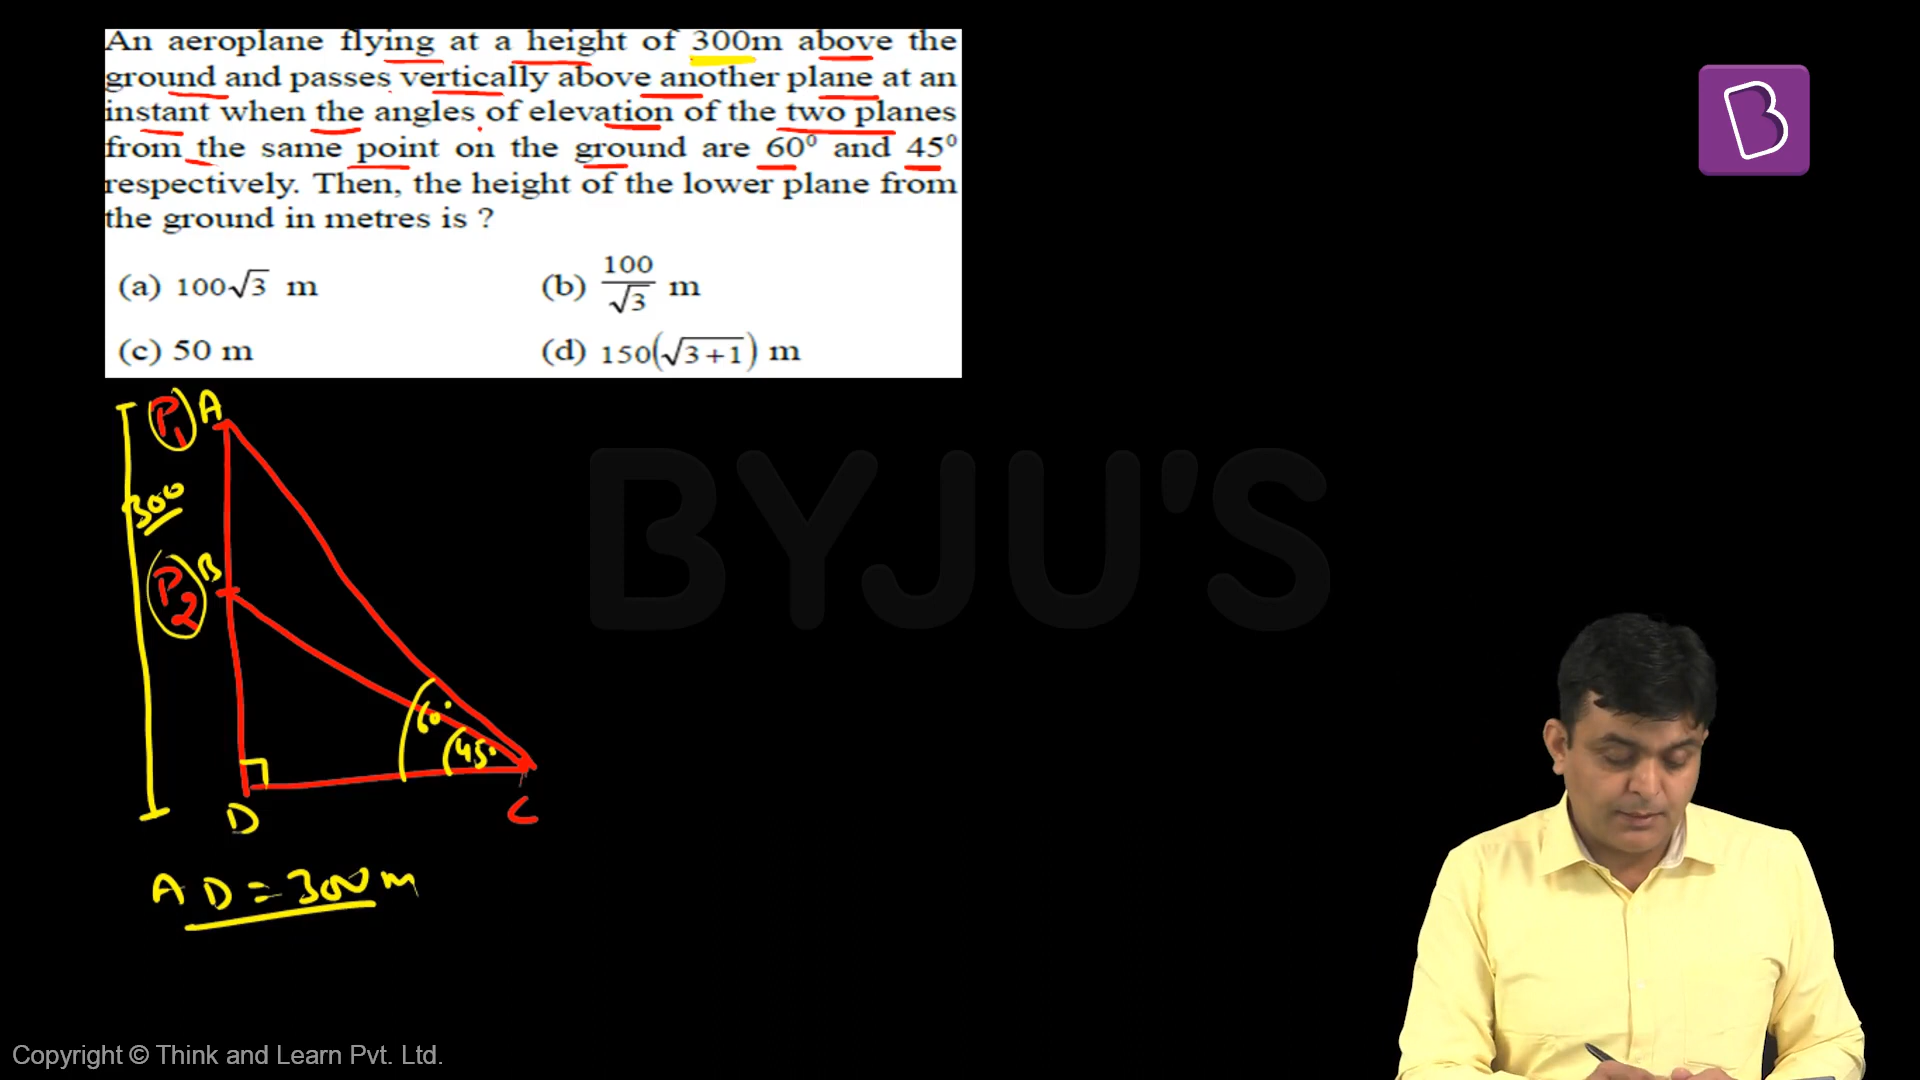 An aeroplane flying at a height of 300m above the
ground and passes vertically above another plane at an
instant when the angles of elevation of the two planes
from the same point on the ground are 60⁰ and 45⁰
respectively. Then, the height of the lower plane from
the ground in metres is ?
(a) 100√3 m (b) 100/√3 m
(c) 50 m (d) 150(√3+1) m
P₁ A
300
P₂ B
60°
45°
D C
AD = 300 m
BYJU'S
B
Copyright © Think and Learn Pvt. Ltd.